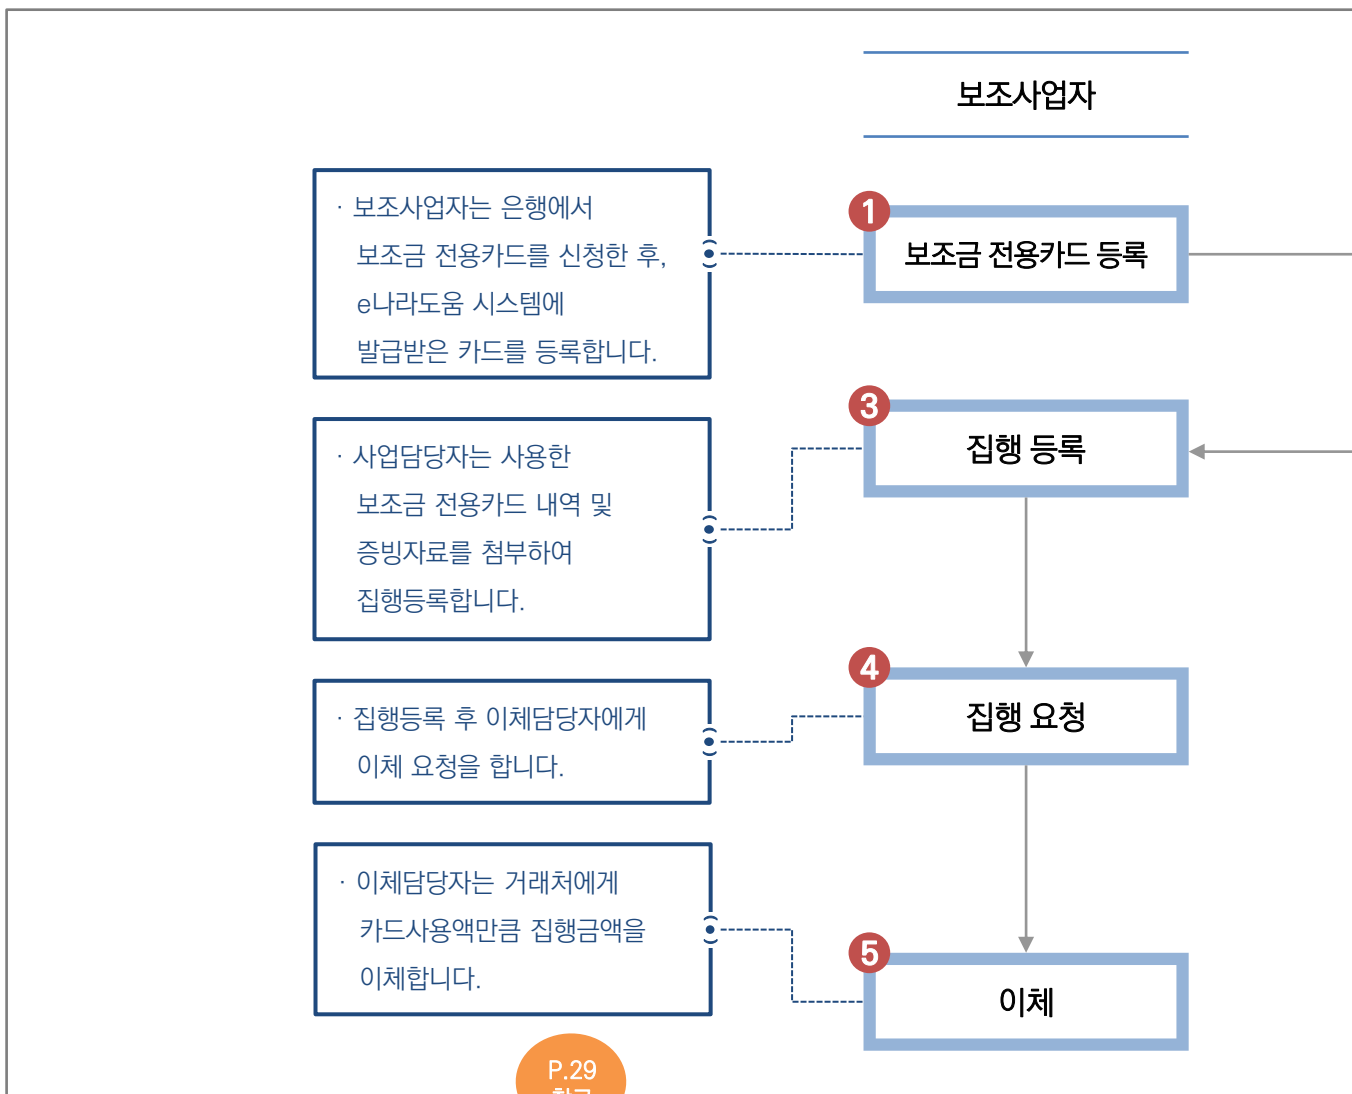 보조사업자
· 보조사업자는 은행에서
보조금 전용카드를 신청한 후,
e나라도움 시스템에
발급받은 카드를 등록합니다.
1
보조금 전용카드 등록
· 사업담당자는 사용한
보조금 전용카드 내역 및
증빙자료를 첨부하여
집행등록합니다.
3
집행 등록
· 집행등록 후 이체담당자에게
이체 요청을 합니다.
4
집행 요청
· 이체담당자는 거래처에게
카드사용액만큼 집행금액을
이체합니다.
5
이체
P.29